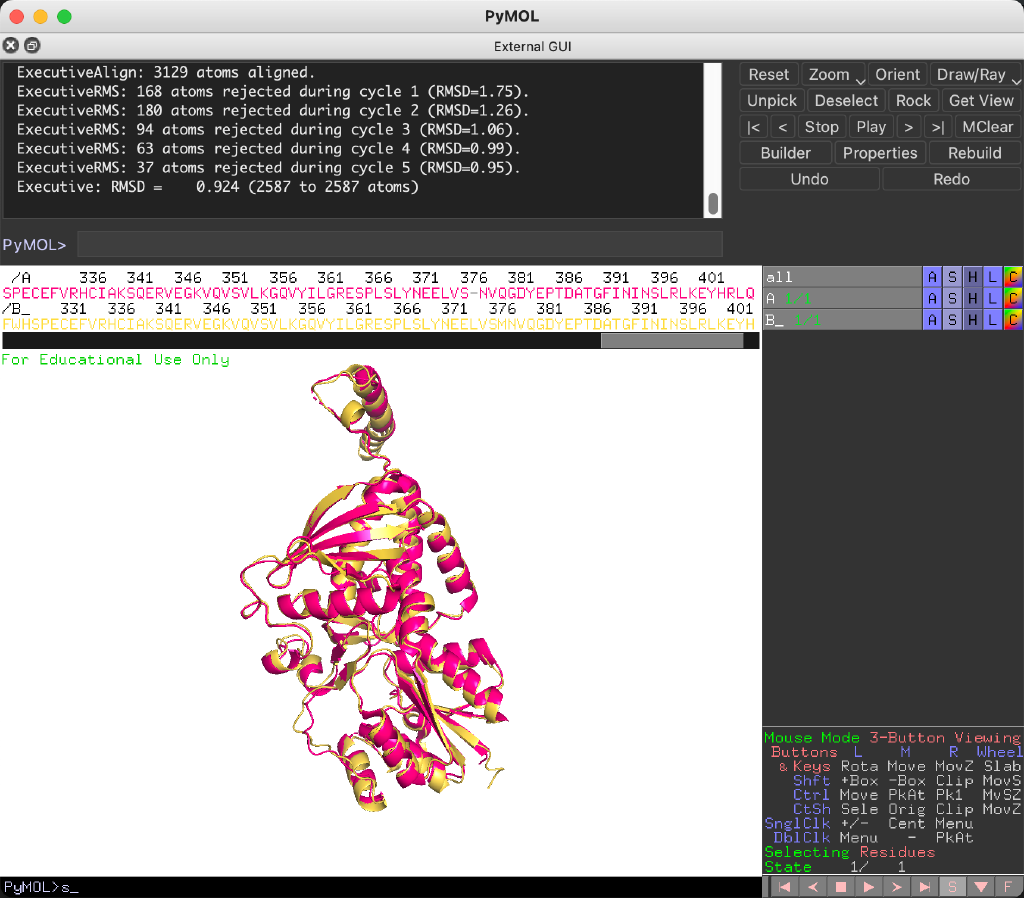 PyMOL
External GUI
ExecutiveAlign: 3129 atoms aligned.
ExecutiveRMS: 168 atoms rejected during cycle 1 (RMSD=1.75).
ExecutiveRMS: 180 atoms rejected during cycle 2 (RMSD=1.26).
ExecutiveRMS: 94 atoms rejected during cycle 3 (RMSD=1.06).
ExecutiveRMS: 63 atoms rejected during cycle 4 (RMSD=0.99).
ExecutiveRMS: 37 atoms rejected during cycle 5 (RMSD=0.95).
Executive: RMSD = 0.924 (2587 to 2587 atoms)
PyMOL>
Reset Zoom Orient Draw/Ray
Unpick Deselect Rock Get View
|< < Stop Play > >| MClear
Builder Properties Rebuild
Undo Redo
/A 336 341 346 351 356 361 366 371 376 381 386 391 396 401
SPECEFVRHCIAKSQERVEGKVQVSVLKGQVYILGRESPLSLYNEELVS-NVQGDYEPTDATGFININSLRLKEYHRLQ
/B_ 331 336 341 346 351 356 361 366 371 376 381 386 391 396 401
FWHSPECEFVRHCIAKSQERVEGKVQVSVLKGQVYILGRESPLSLYNEELVSMNVQGDYEPTDATGFININSLRLKEYH
all A S H L C
A 1/1 A S H L C
B_ 1/1 A S H L C
For Educational Use Only
Mouse Mode 3-Button Viewing
Buttons L M R Wheel
& Keys Rota Move MovZ Slab
Shft +Box -Box Clip MovS
Ctrl Move PkAt Pk1 MvSZ
CtSh Sele Orig Clip MovZ
SnglClk +/- Cent Menu
DblClk Menu - PkAt
Selecting Residues
State 1/ 1
PyMOL>s_
S F